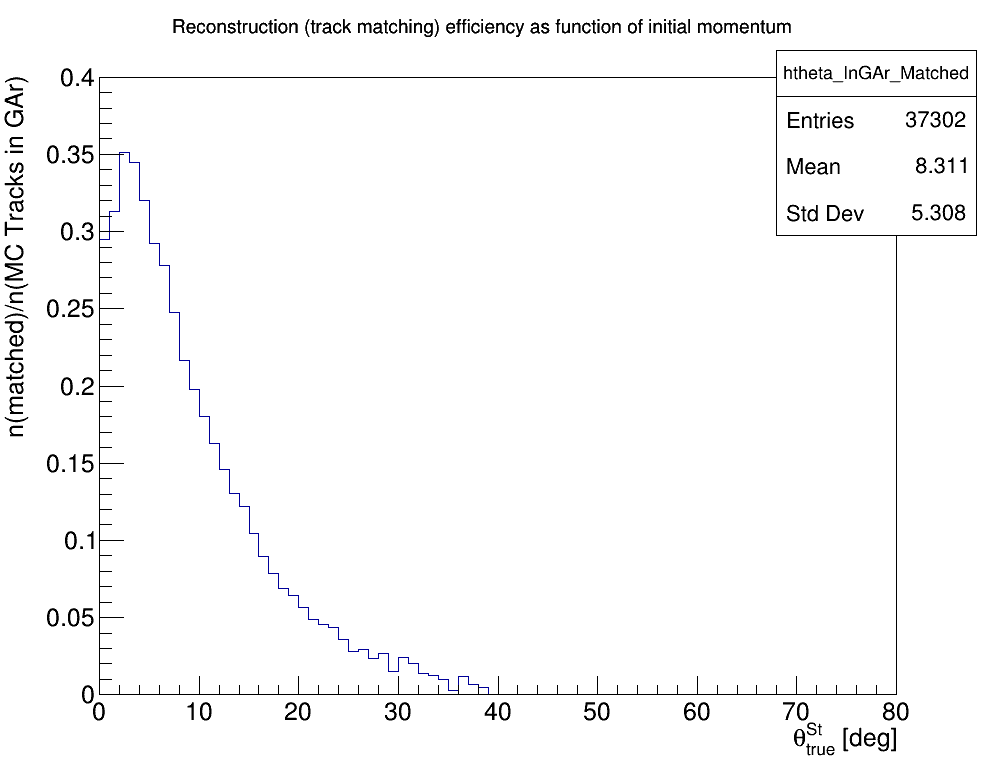 Reconstruction (track matching) efficiency as function of initial momentum
htheta_InGAr_Matched
Entries 37302
Mean 8.311
Std Dev 5.308
n(matched)/n(MC Tracks in GAr)
0.4
0.35
0.3
0.25
0.2
0.15
0.1
0.05
0
0 10 20 30 40 50 60 70 80
θ^St_true [deg]